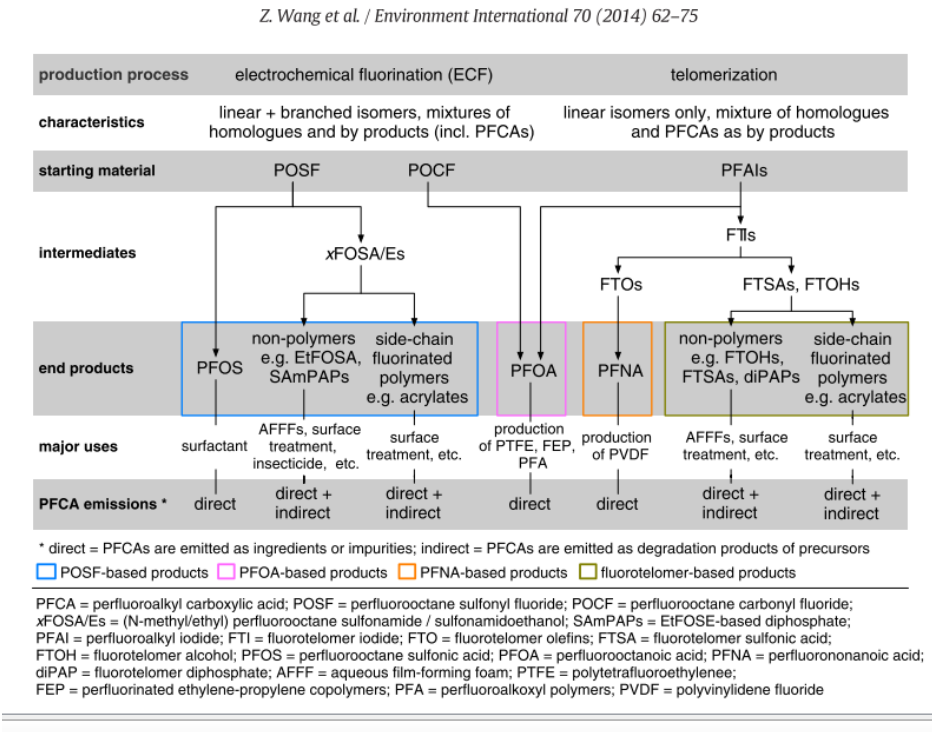 Z. Wang et al. / Environment International 70 (2014) 62–75
production process electrochemical fluorination (ECF) telomerization
characteristics
linear + branched isomers, mixtures of
homologues and by products (incl. PFCAs)
linear isomers only, mixture of homologues
and PFCAs as by products
starting material POSF POCF PFAIs
intermediates
xFOSA/Es
FTIs
FTOs
FTSAs, FTOHs
end products
PFOS
non-polymers
e.g. EtFOSA,
SAmPAPs
side-chain
fluorinated
polymers
e.g. acrylates
PFOA
PFNA
non-polymers
e.g. FTOHs,
FTSAs, diPAPs
side-chain
fluorinated
polymers
e.g. acrylates
major uses
surfactant
AFFFs, surface
treatment,
insecticide, etc.
surface
treatment, etc.
production
of PTFE, FEP,
PFA
production
of PVDF
AFFFs, surface
treatment, etc.
surface
treatment, etc.
PFCA emissions *
direct
direct +
indirect
direct +
indirect
direct
direct
direct +
indirect
direct +
indirect
* direct = PFCAs are emitted as ingredients or impurities; indirect = PFCAs are emitted as degradation products of precursors
POSF-based products PFOA-based products PFNA-based products fluorotelomer-based products
PFCA = perfluoroalkyl carboxylic acid; POSF = perfluorooctane sulfonyl fluoride; POCF = perfluorooctane carbonyl fluoride;
xFOSA/Es = (N-methyl/ethyl) perfluorooctane sulfonamide / sulfonamidoethanol; SAmPAPs = EtFOSE-based diphosphate;
PFAI = perfluoroalkyl iodide; FTI = fluorotelomer iodide; FTO = fluorotelomer olefins; FTSA = fluorotelomer sulfonic acid;
FTOH = fluorotelomer alcohol; PFOS = perfluorooctane sulfonic acid; PFOA = perfluorooctanoic acid; PFNA = perfluorononanoic acid;
diPAP = fluorotelomer diphosphate; AFFF = aqueous film-forming foam; PTFE = polytetrafluoroethylenee;
FEP = perfluorinated ethylene-propylene copolymers; PFA = perfluoroalkoxyl polymers; PVDF = polyvinylidene fluoride